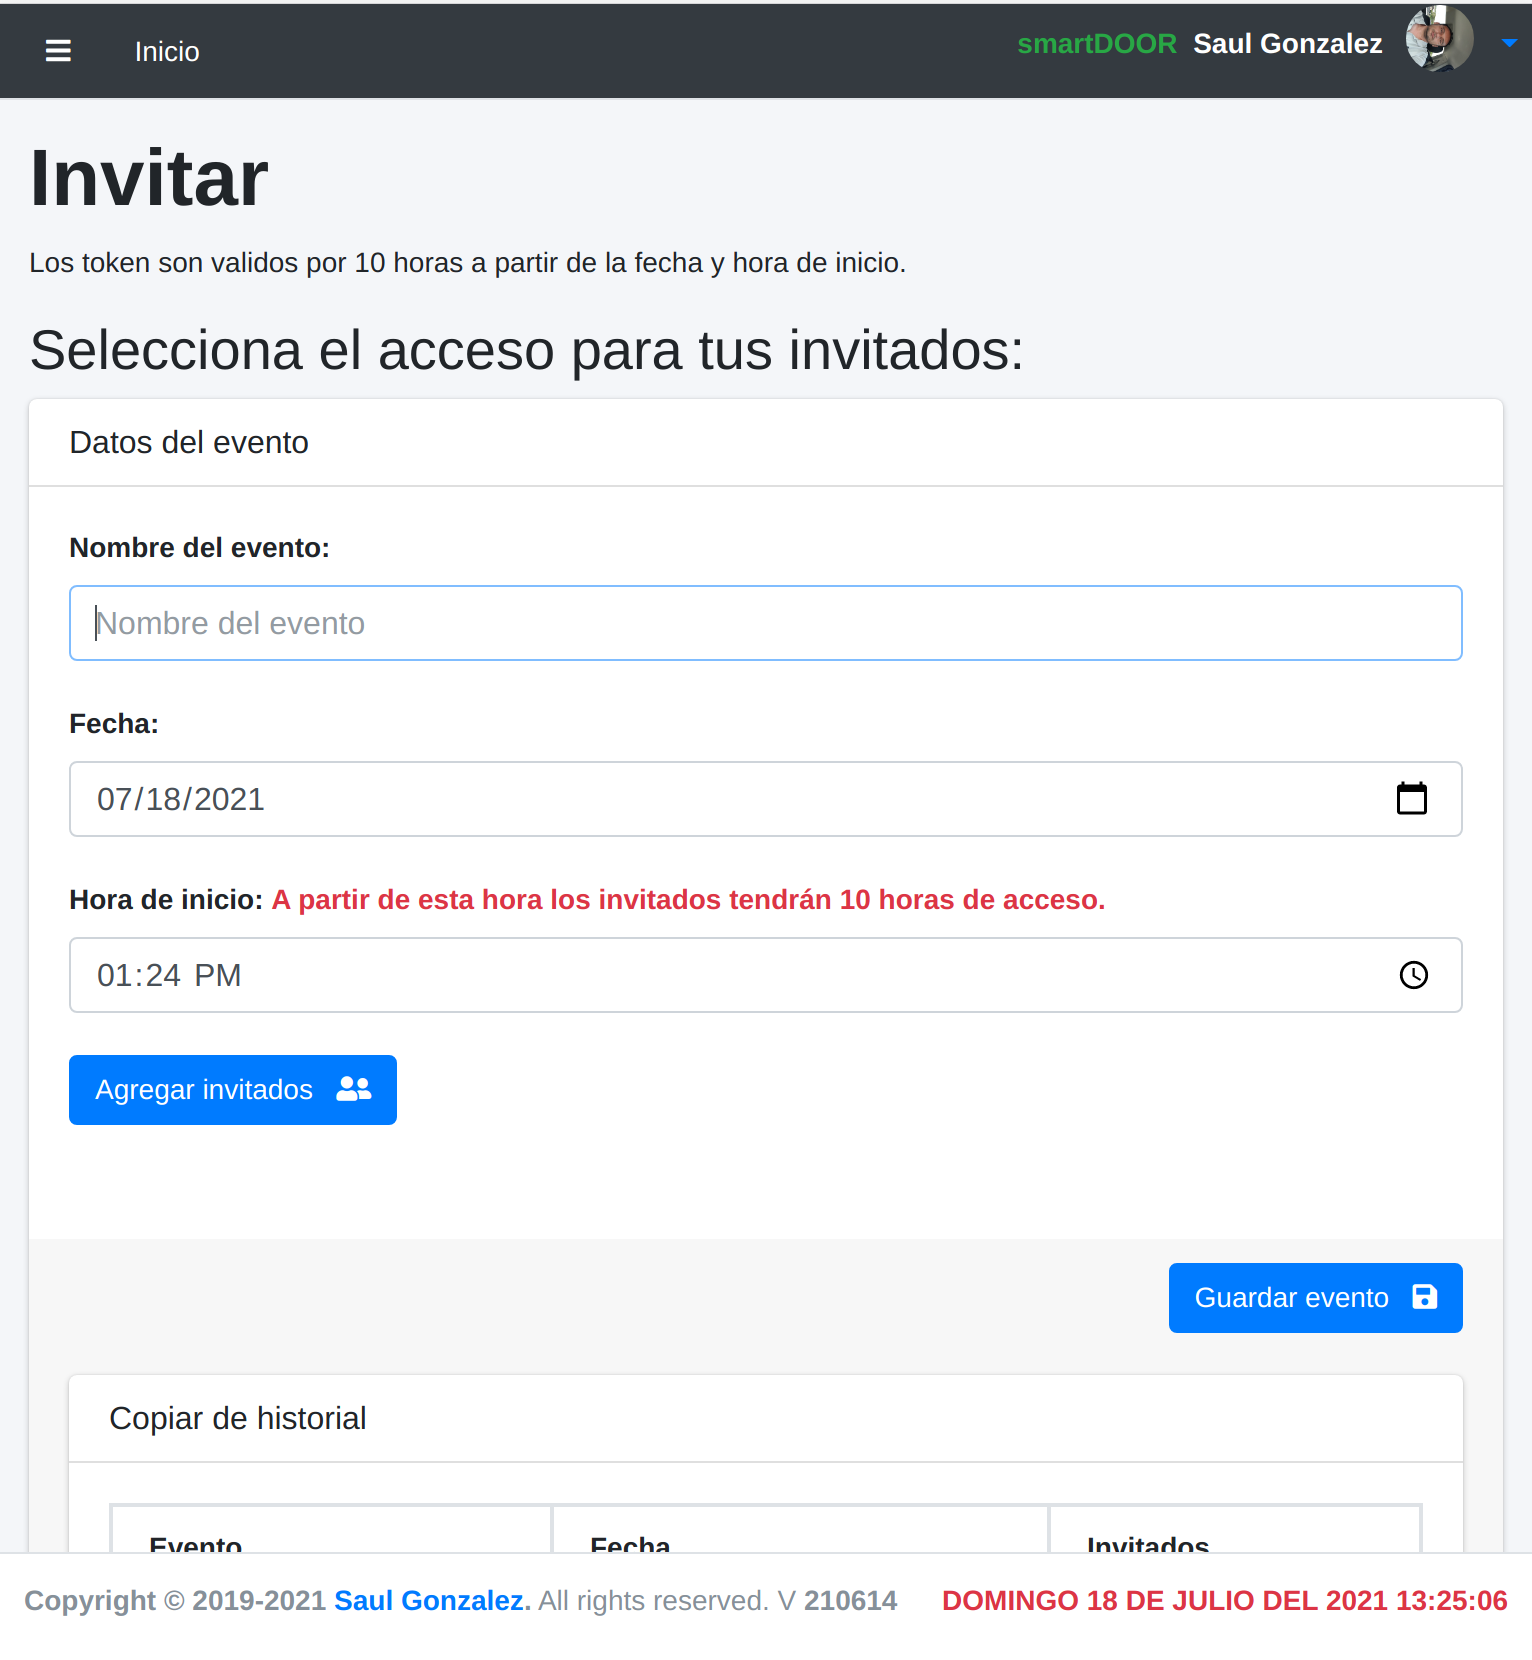 Inicio
smartDOOR Saul Gonzalez
Invitar
Los token son validos por 10 horas a partir de la fecha y hora de inicio.
Selecciona el acceso para tus invitados:
Datos del evento
Nombre del evento:
Nombre del evento
Fecha:
07/18/2021
Hora de inicio: A partir de esta hora los invitados tendrán 10 horas de acceso.
01:24 PM
Agregar invitados
Guardar evento
Copiar de historial
Evento Fecha Invitados
Copyright © 2019-2021 Saul Gonzalez. All rights reserved. V 210614 DOMINGO 18 DE JULIO DEL 2021 13:25:06